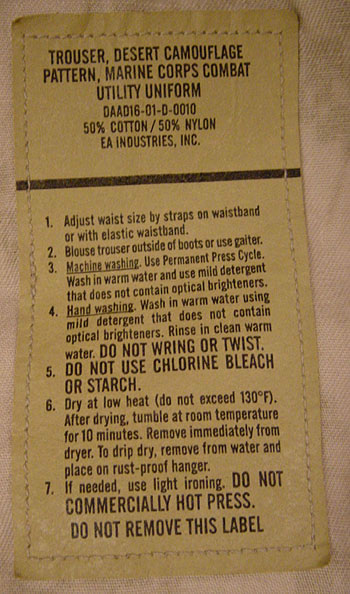 TROUSER, DESERT CAMOUFLAGE
PATTERN, MARINE CORPS COMBAT
UTILITY UNIFORM
DAAD16-01-D-0010
50% COTTON / 50% NYLON
EA INDUSTRIES, INC.
1. Adjust waist size by straps on waistband
or with elastic waistband.
2. Blouse trouser outside of boots or use gaiter.
3. Machine washing. Use Permanent Press Cycle.
Wash in warm water and use mild detergent
that does not contain optical brighteners.
4. Hand washing. Wash in warm water using
mild detergent that does not contain
optical brighteners. Rinse in clean warm
water. DO NOT WRING OR TWIST.
5. DO NOT USE CHLORINE BLEACH
OR STARCH.
6. Dry at low heat (do not exceed 130°F).
After drying, tumble at room temperature
for 10 minutes. Remove immediately from
dryer. To drip dry, remove from water and
place on rust-proof hanger.
7. If needed, use light ironing. DO NOT
COMMERCIALLY HOT PRESS.
DO NOT REMOVE THIS LABEL